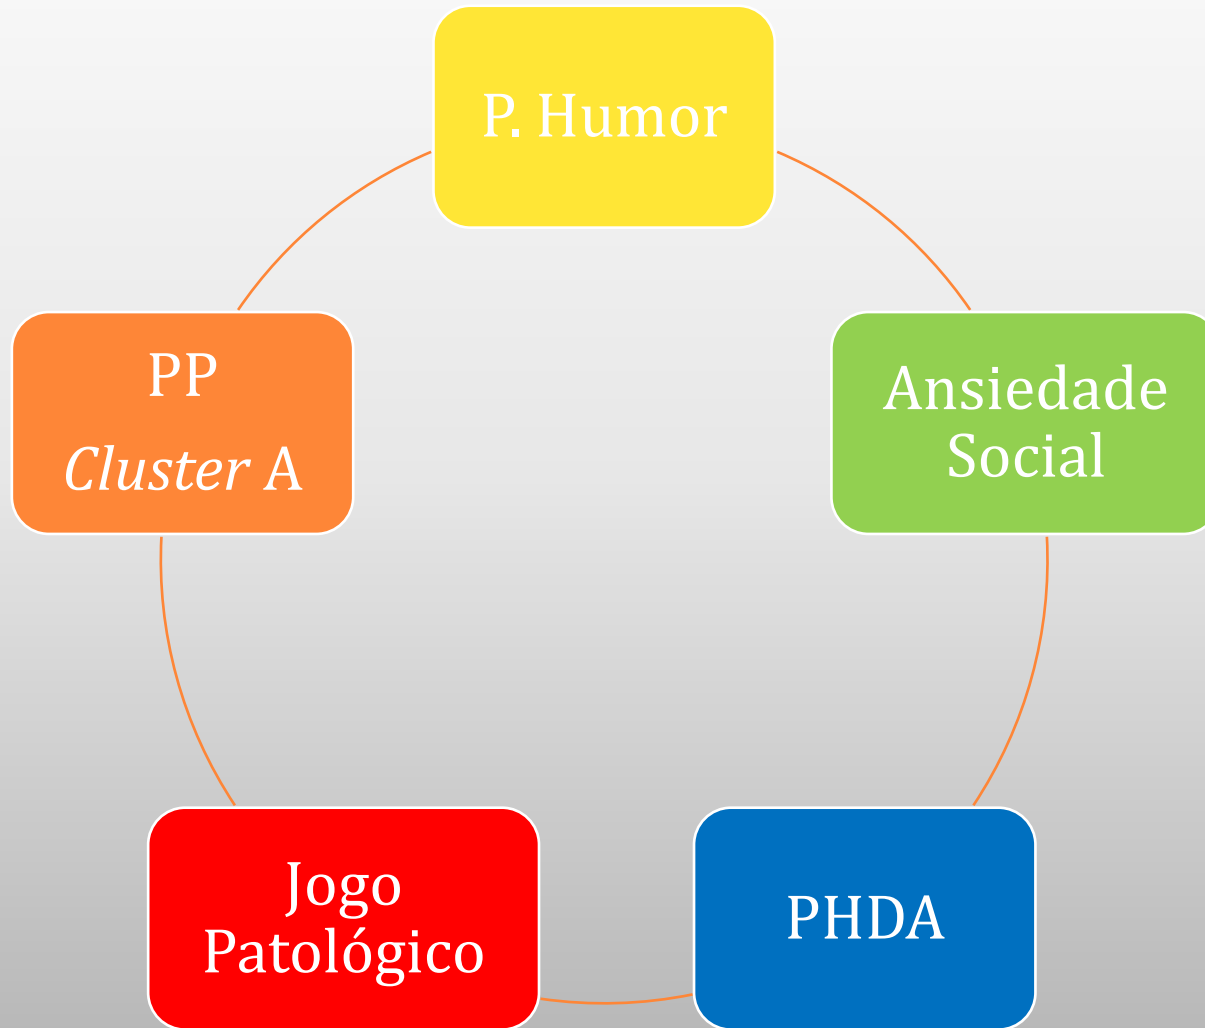 P. Humor
Ansiedade
Social
PHDA
Jogo
Patológico
PP
Cluster A